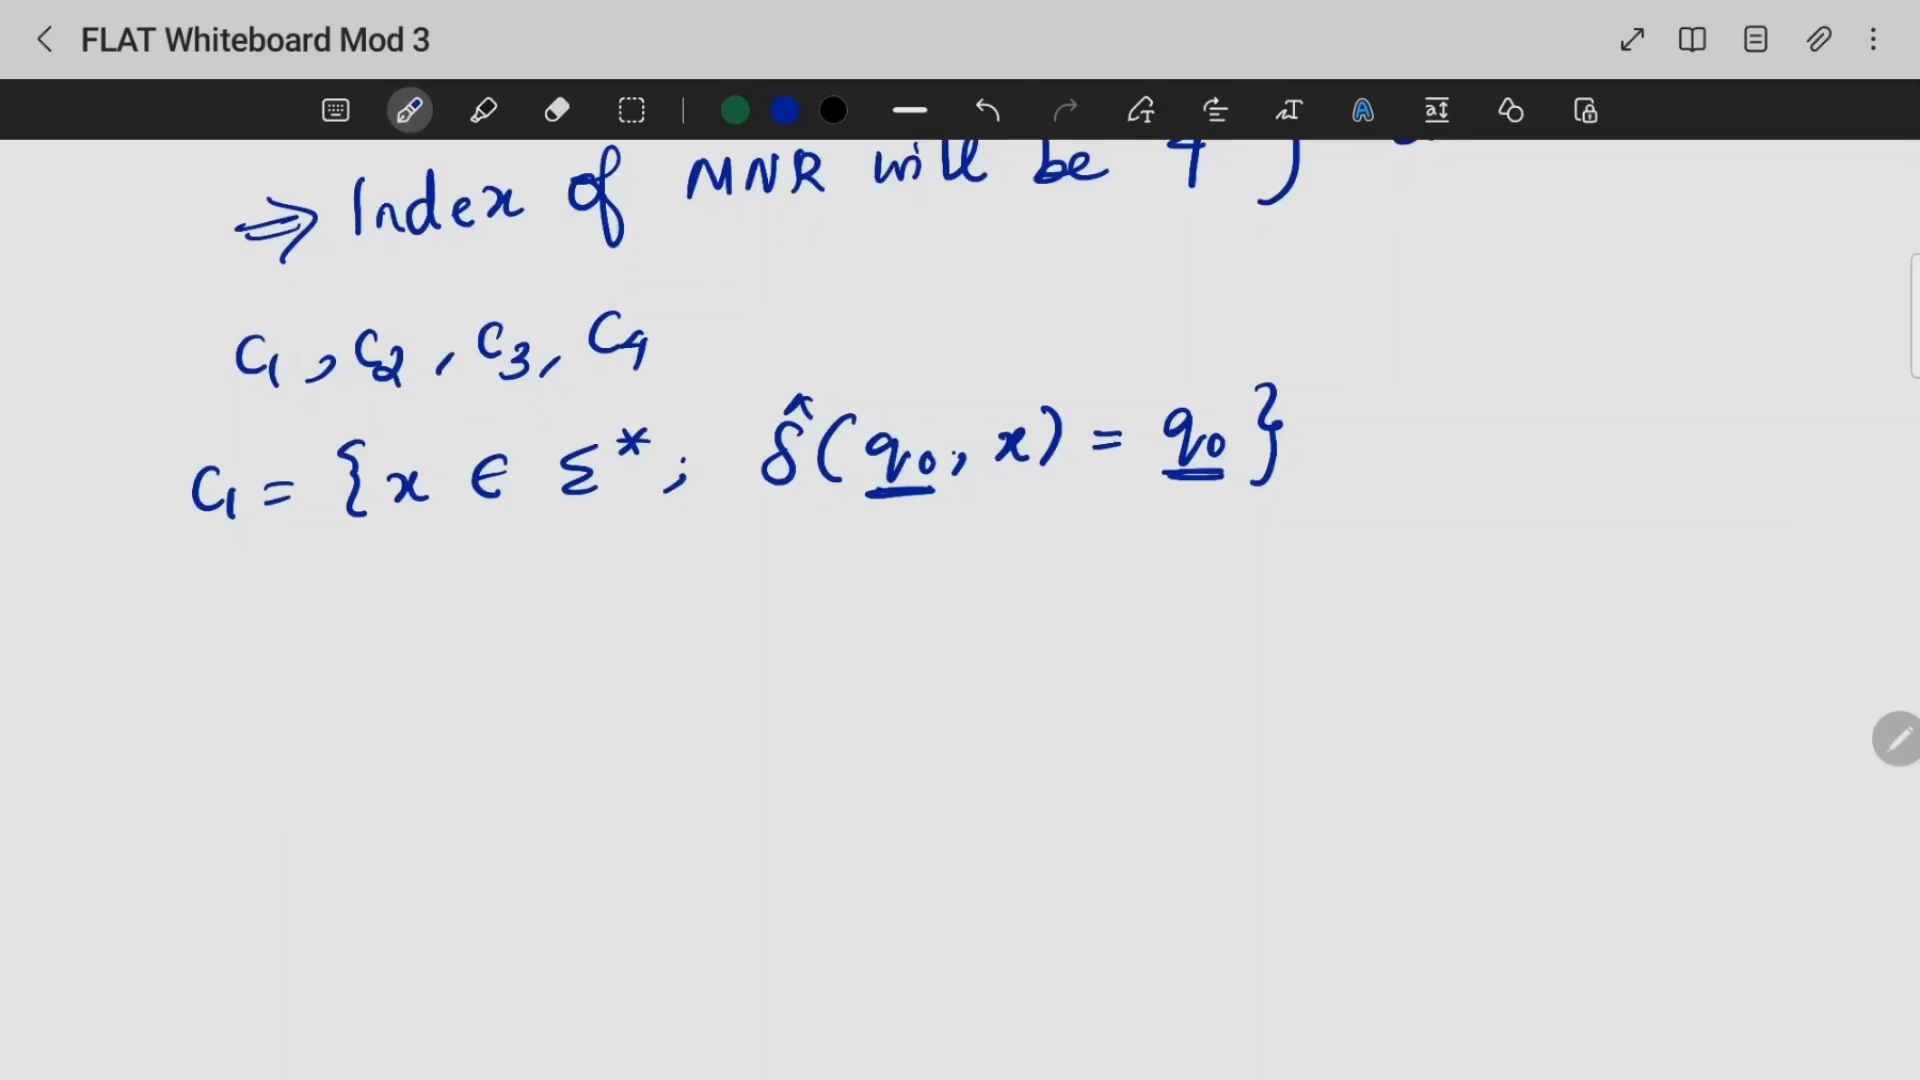 FLAT Whiteboard Mod 3
⇒ Index of MNR will be 4 }
C₁, C₂, C₃, C₄
C₁ = { x ∈ Σ* ; δ̂(q₀, x) = q₀ }